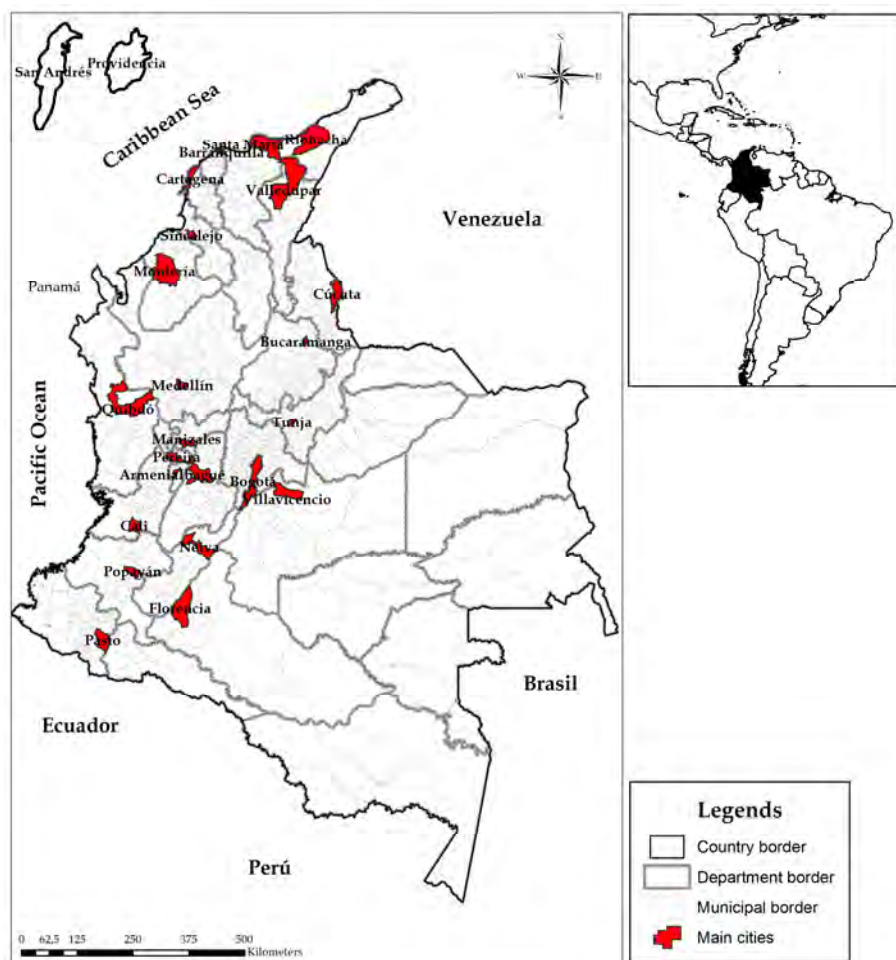 San Andrés
Providencia
Caribbean Sea
N
W
E
S
Santa Marta
Riohacha
Barranquilla
Cartagena
Valledupar
Venezuela
Sincelejo
Montería
Panamá
Cúcuta
Bucaramanga
Medellín
Quibdó
Pacific Ocean
Tunja
Manizales
Pereira
Armenia
Ibagué
Bogotá
Villavicencio
Cali
Neiva
Popayán
Florencia
Pasto
Brasil
Ecuador
Perú
0 62,5 125 250 375 500
Kilometers
Legends
Country border
Department border
Municipal border
Main cities